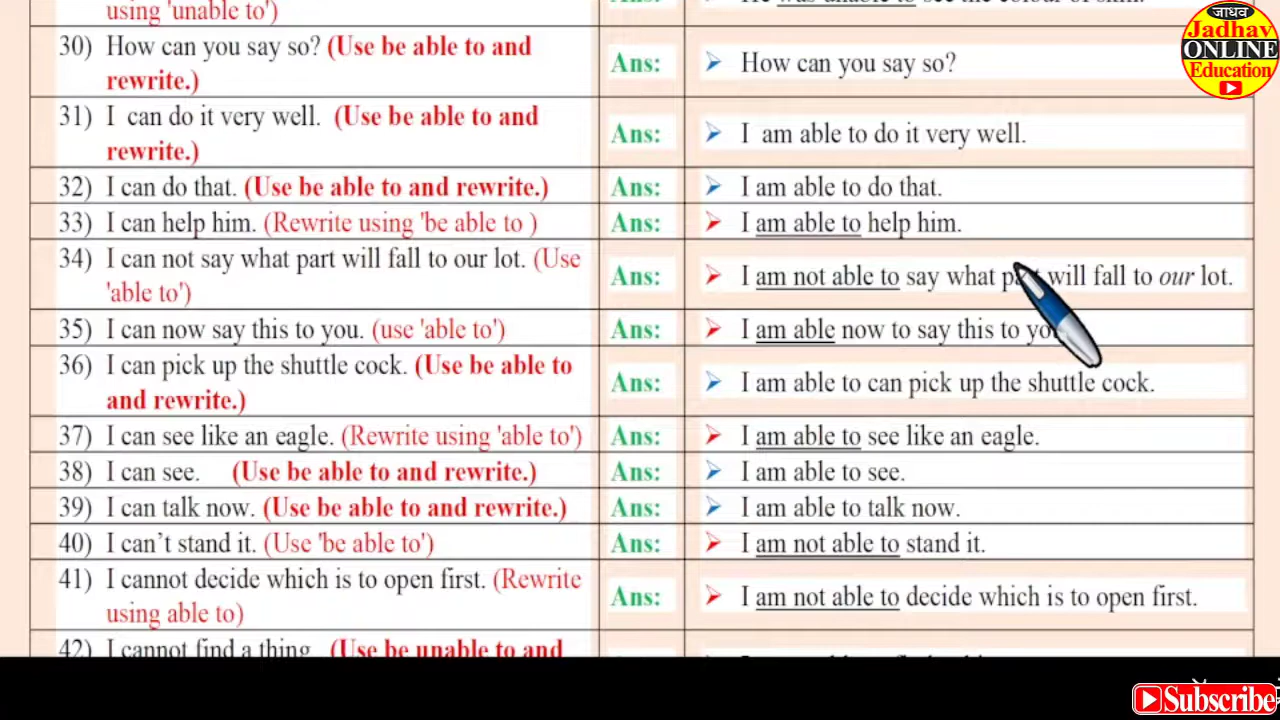 using 'unable to')
30) How can you say so? (Use be able to and
rewrite.)
Ans:
How can you say so?
31) I can do it very well. (Use be able to and
rewrite.)
Ans:
I am able to do it very well.
32) I can do that. (Use be able to and rewrite.)
Ans:
I am able to do that.
33) I can help him. (Rewrite using 'be able to )
Ans:
I am able to help him.
34) I can not say what part will fall to our lot. (Use
'able to')
Ans:
I am not able to say what part will fall to our lot.
35) I can now say this to you. (use 'able to')
Ans:
I am able now to say this to you
36) I can pick up the shuttle cock. (Use be able to
and rewrite.)
Ans:
I am able to can pick up the shuttle cock.
37) I can see like an eagle. (Rewrite using 'able to')
Ans:
I am able to see like an eagle.
38) I can see. (Use be able to and rewrite.)
Ans:
I am able to see.
39) I can talk now. (Use be able to and rewrite.)
Ans:
I am able to talk now.
40) I can't stand it. (Use 'be able to')
Ans:
I am not able to stand it.
41) I cannot decide which is to open first. (Rewrite
using able to)
Ans:
I am not able to decide which is to open first.
42) I cannot find a thing. (Use be unable to and
जाधव
Jadhav
ONLINE
Education
Subscribe